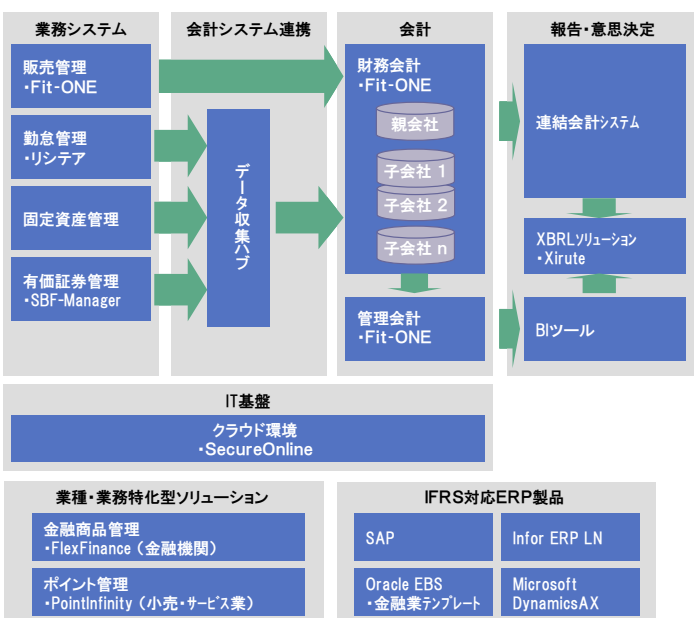 業務システム
販売管理
・Fit-ONE
勤怠管理
・リシテア
固定資産管理
有価証券管理
・SBF-Manager
会計システム連携
データ収集ハブ
会計
財務会計
・Fit-ONE
親会社
子会社 1
子会社 2
子会社 n
管理会計
・Fit-ONE
報告・意思決定
連結会計システム
XBRLソリューション
・Xirute
BIツール
IT基盤
クラウド環境
・SecureOnline
業種・業務特化型ソリューション
金融商品管理
・FlexFinance（金融機関）
ポイント管理
・PointInfinity（小売・サービス業）
IFRS対応ERP製品
SAP
Infor ERP LN
Oracle EBS
・金融業テンプレート
Microsoft
DynamicsAX